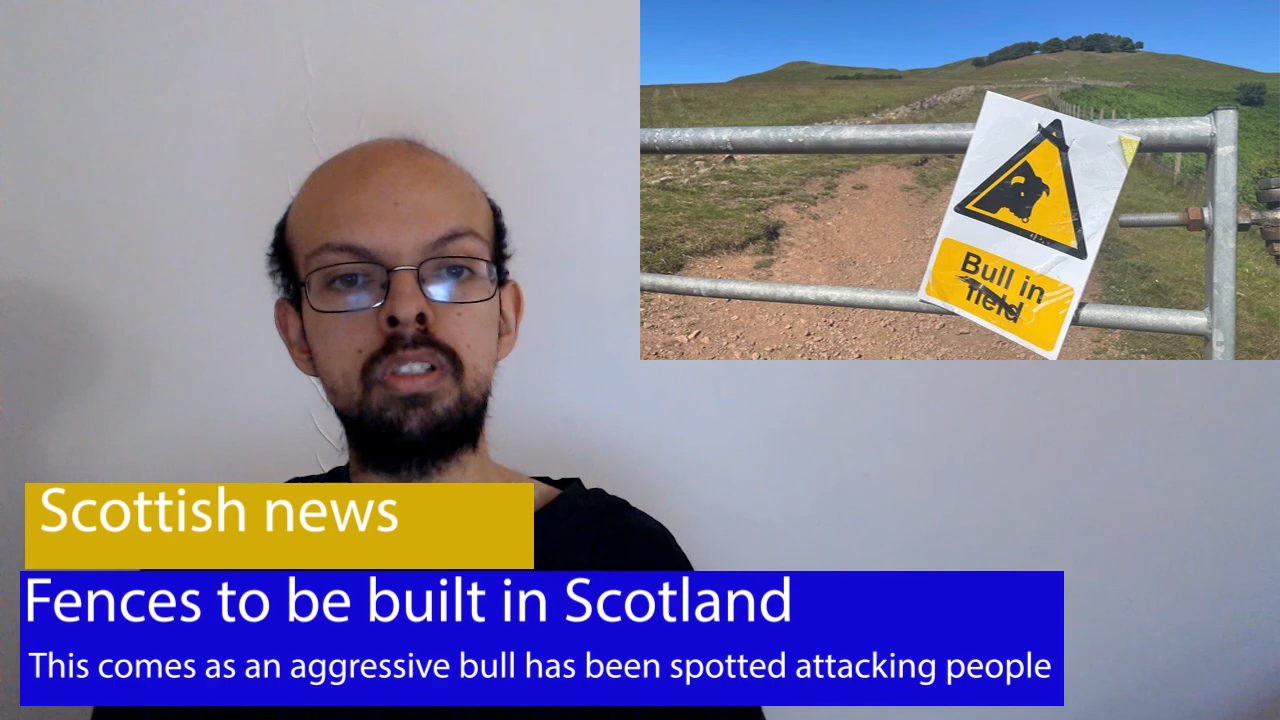 Bull in
field
Scottish news
Fences to be built in Scotland
This comes as an aggressive bull has been spotted attacking people